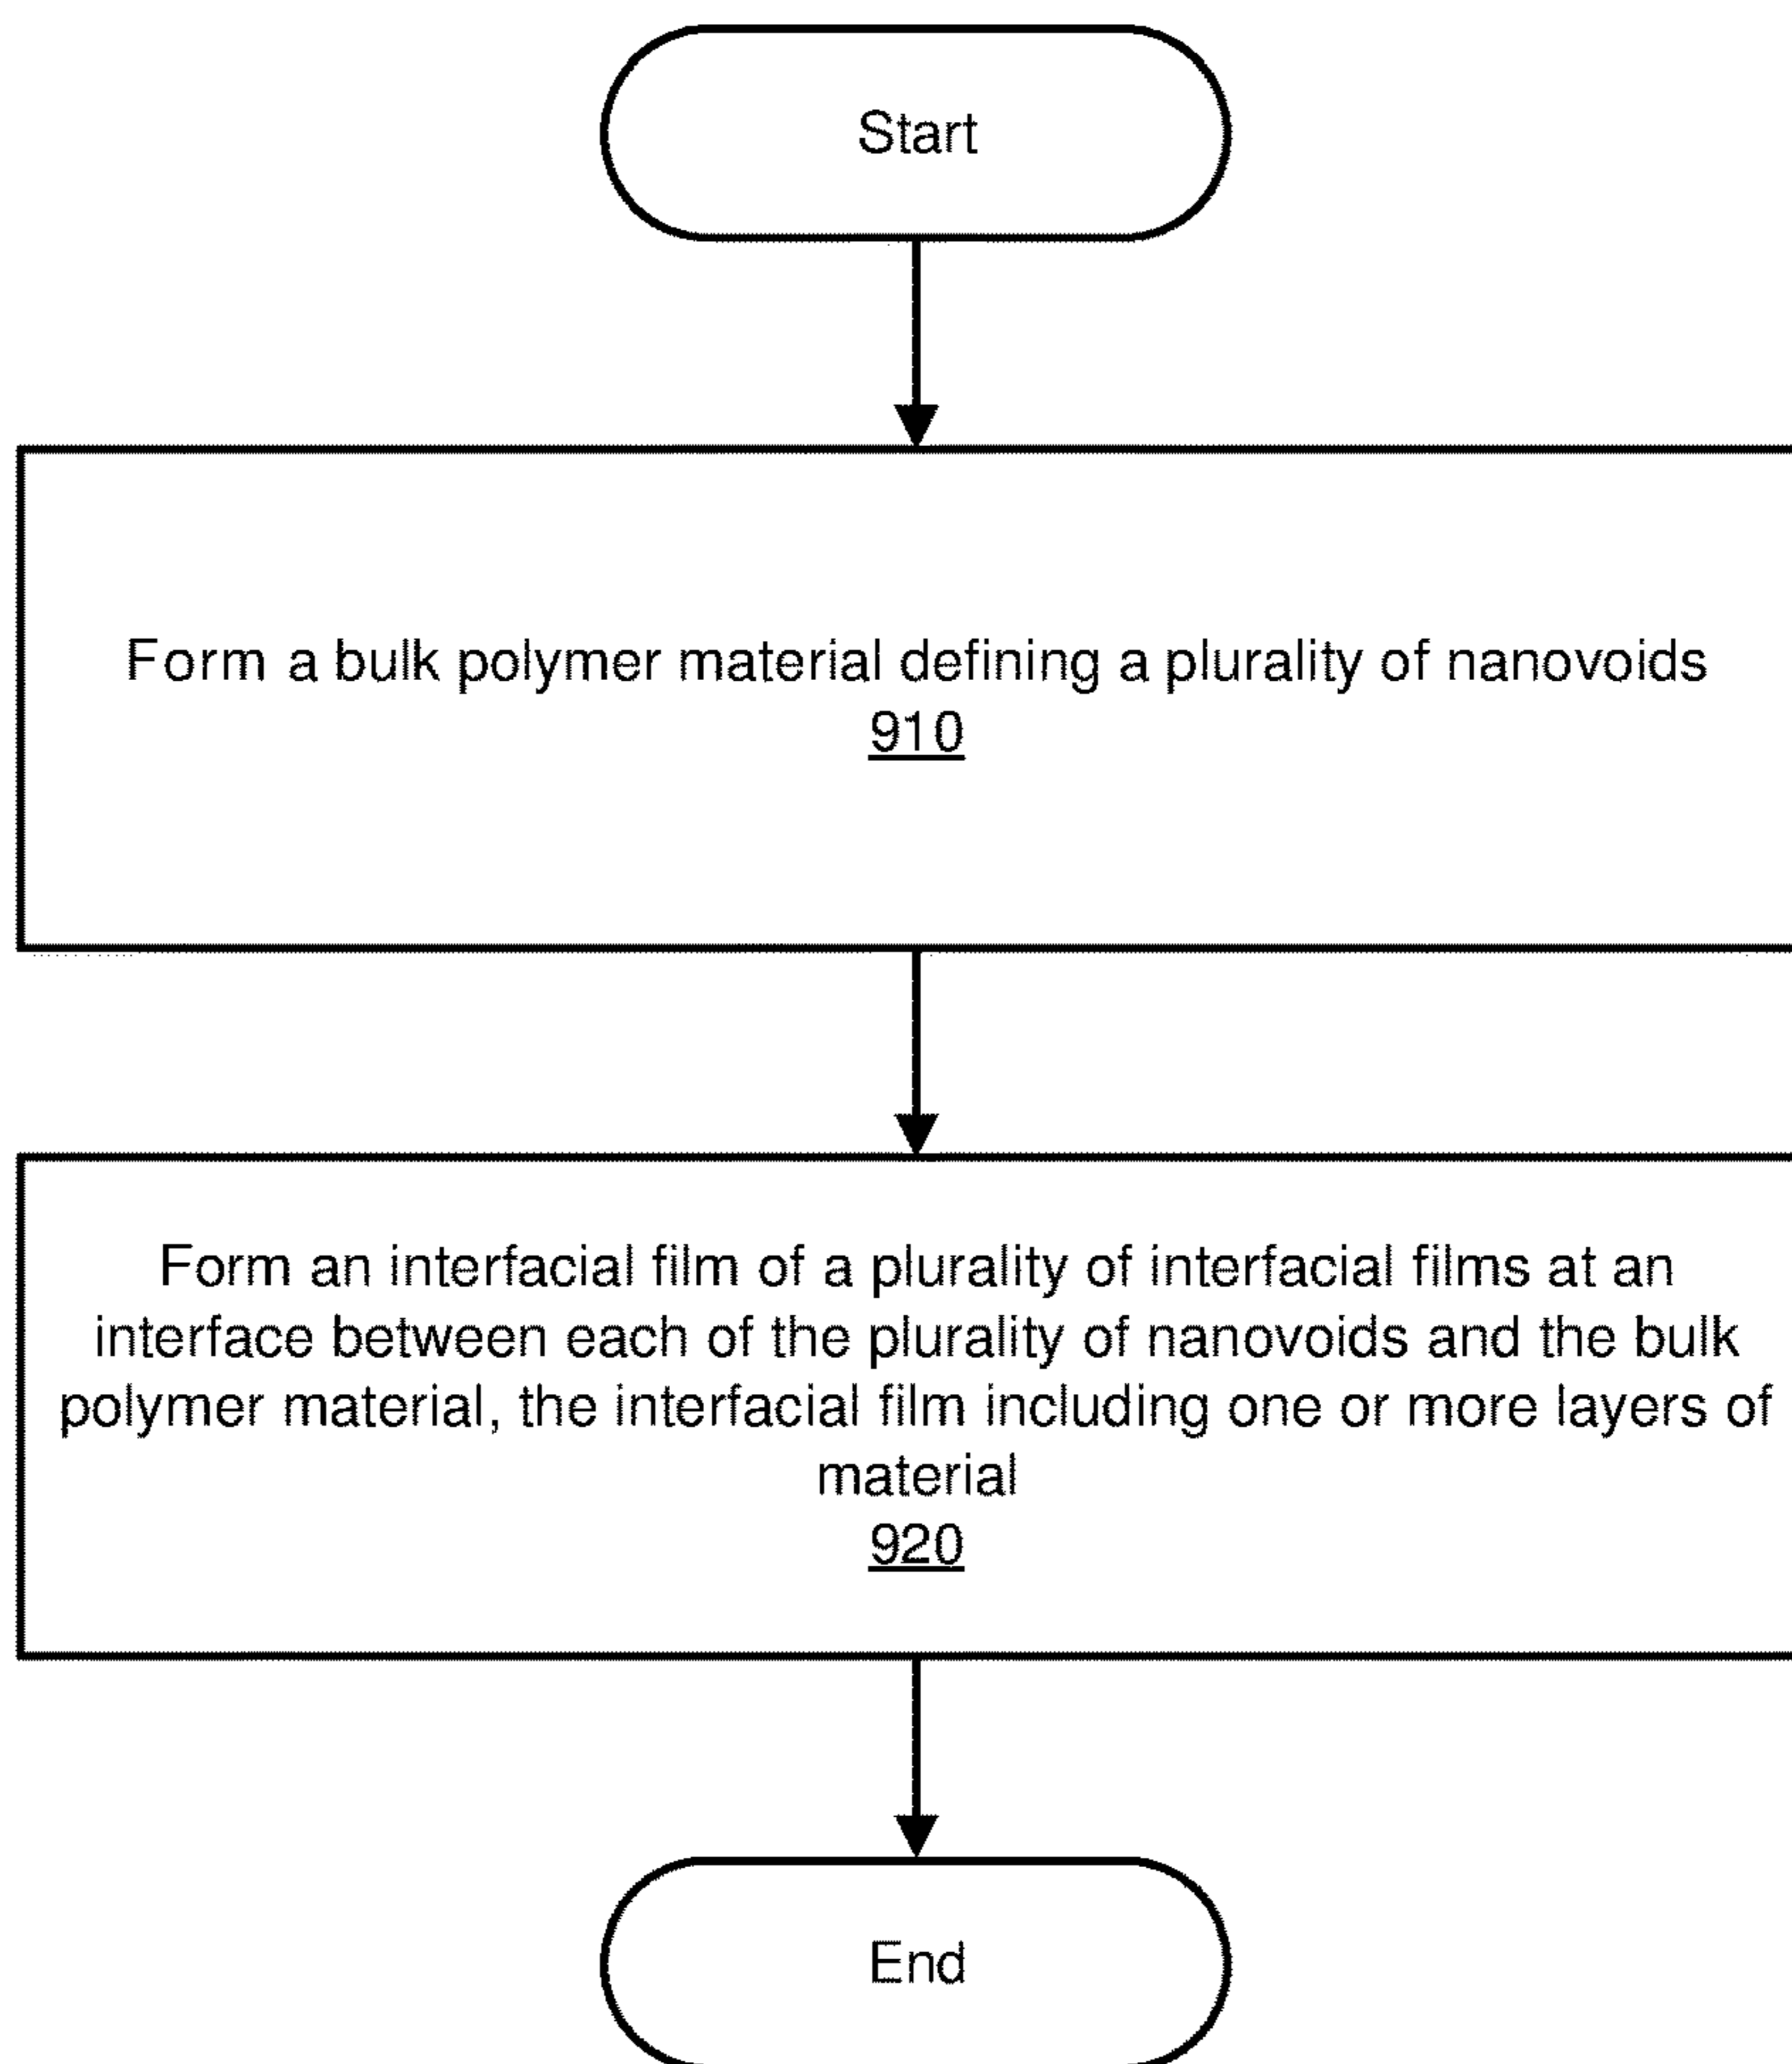 Start
Form a bulk polymer material defining a plurality of nanovoids
910
Form an interfacial film of a plurality of interfacial films at an
interface between each of the plurality of nanovoids and the bulk
polymer material, the interfacial film including one or more layers of
material
920
End